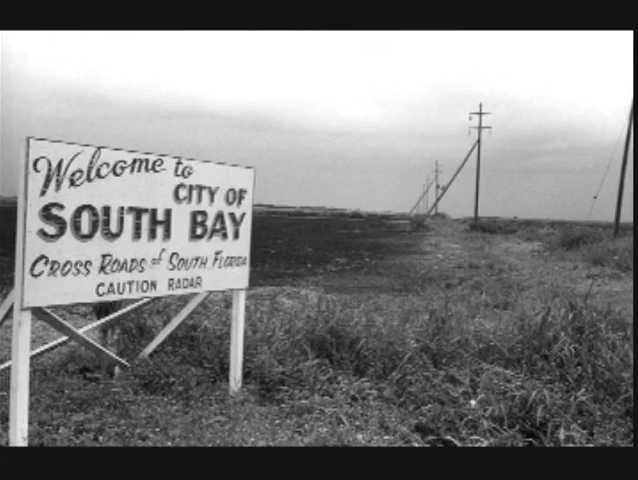 Welcome to
CITY OF
SOUTH BAY
CROSS ROADS of SOUTH FLORIDA
CAUTION RADAR